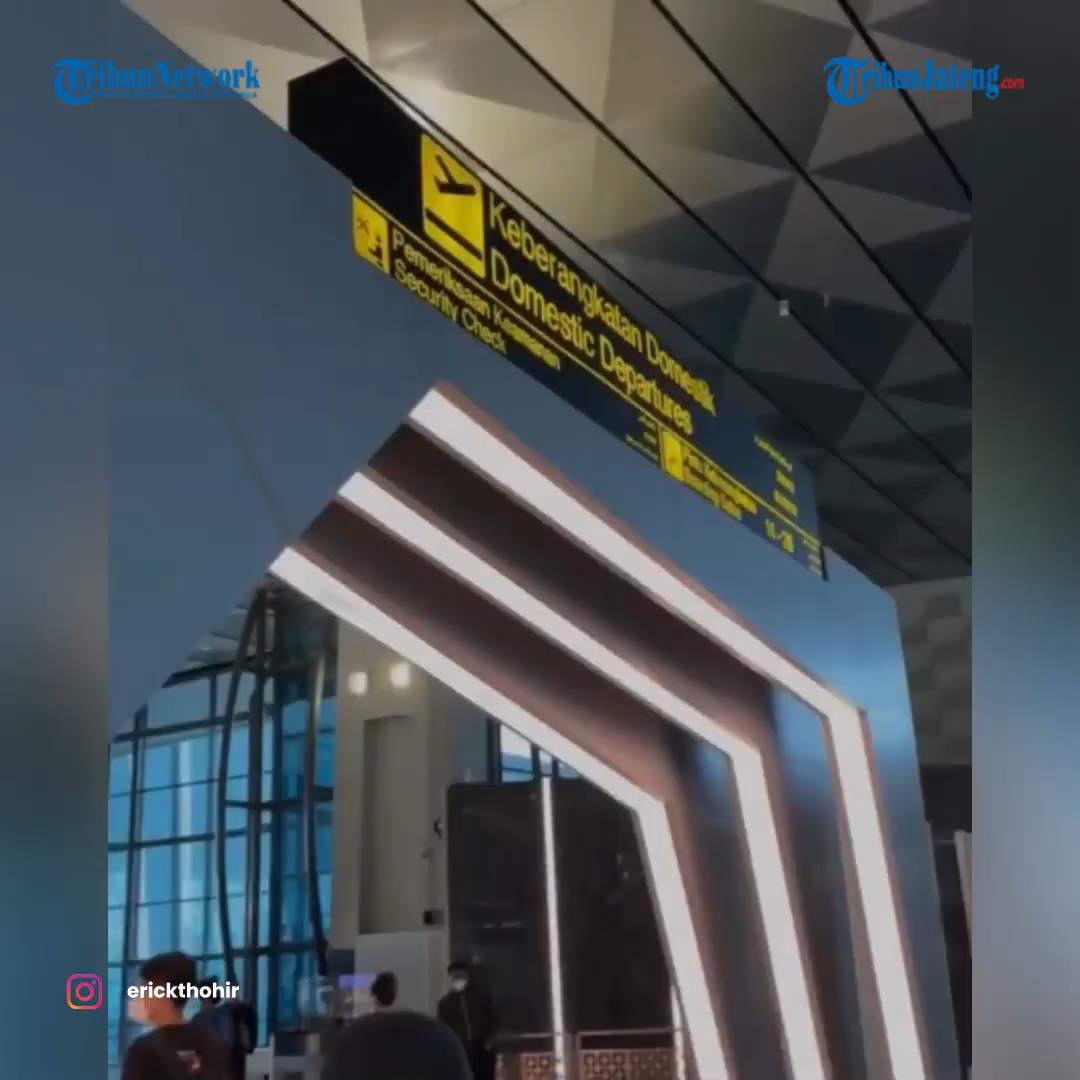 TribunNetwork
TribunJateng.com
Keberangkatan Domestik
Domestic Departures
Pemeriksaan Keamanan
Security Check
erickthohir